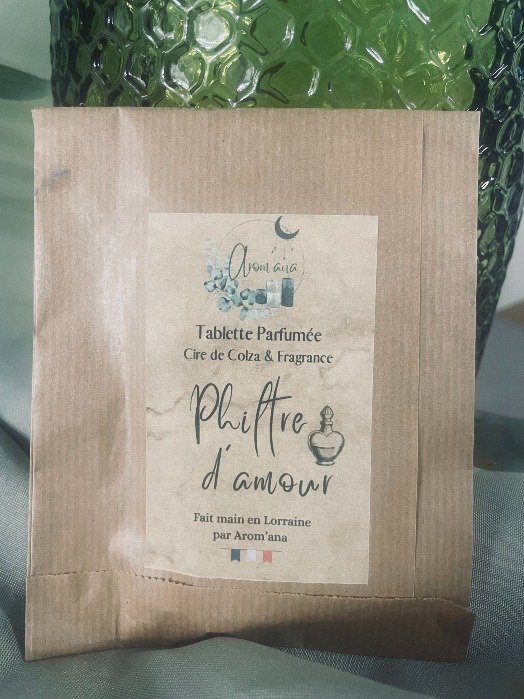 Arom'ana
Tablette Parfumée
Cire de Colza & Fragrance
Philtre
d'amour
Fait main en Lorraine
par Arom'ana